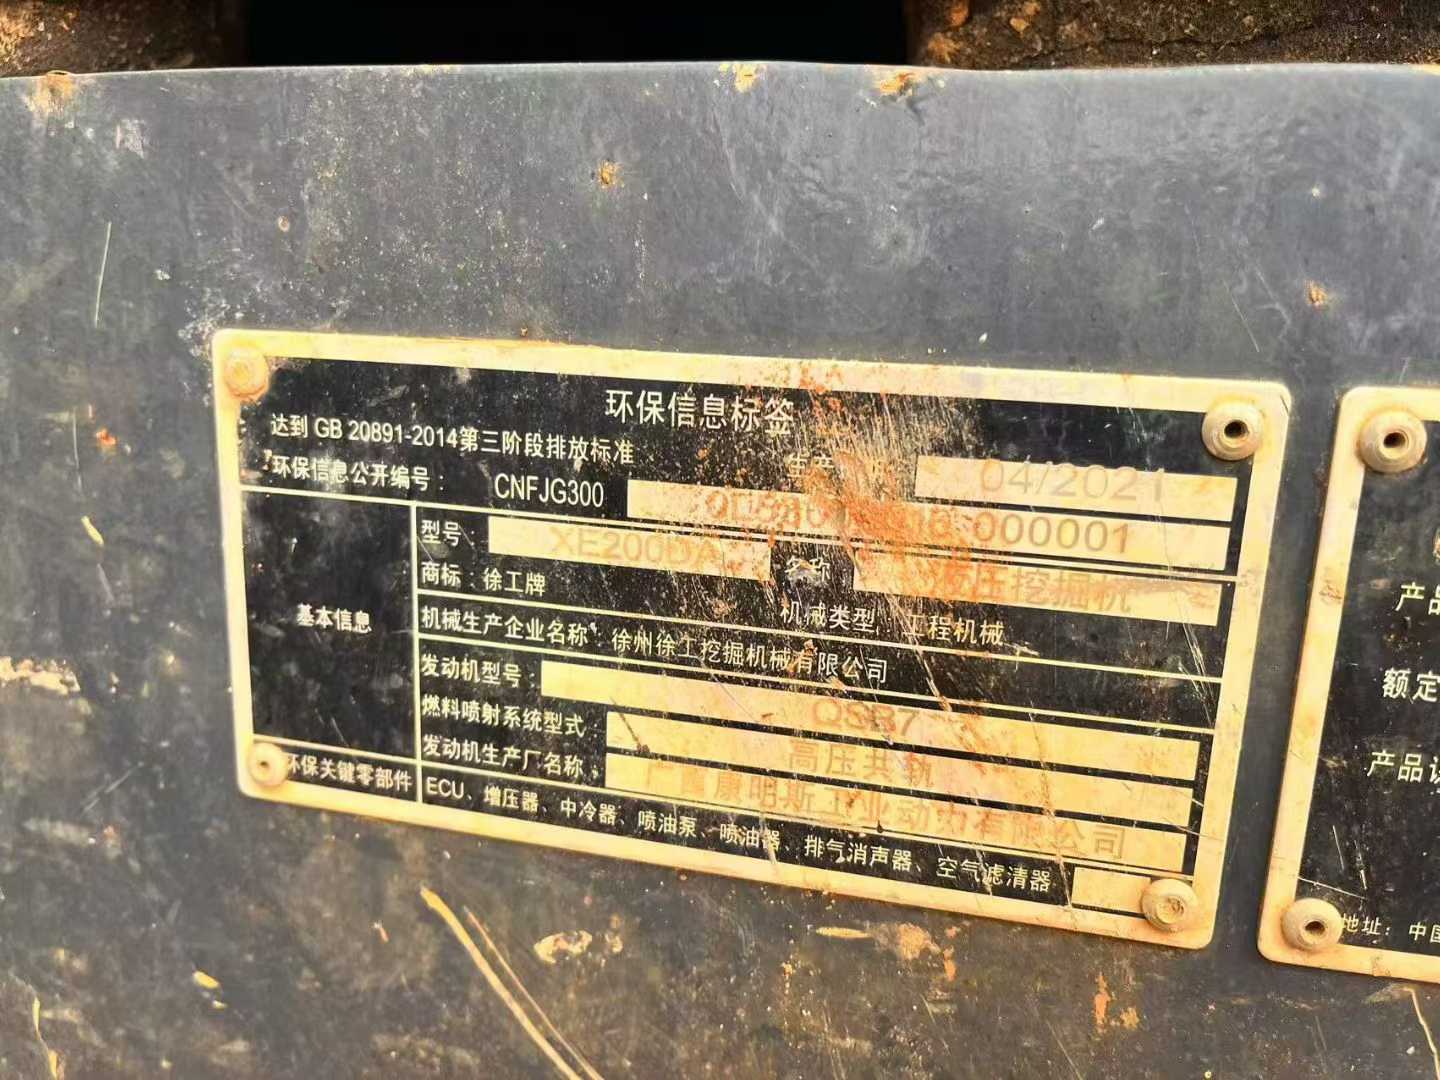 环保信息标签
达到 GB 20891-2014第三阶段排放标准
04/2021
环保信息公开编号： CNFJG300 000001
基本信息
型号： XE200DA 名称 液压挖掘机
商标：徐工牌 机械类型 工程机械
机械生产企业名称：徐州徐工挖掘机械有限公司
发动机型号： QSB7
燃料喷射系统型式： 高压共轨
发动机生产厂名称： 康明斯工业动力有限公司
环保关键零部件 ECU、增压器、中冷器、喷油泵、喷油器、排气消声器、空气滤清器
产品
额定
产品
地址：中国